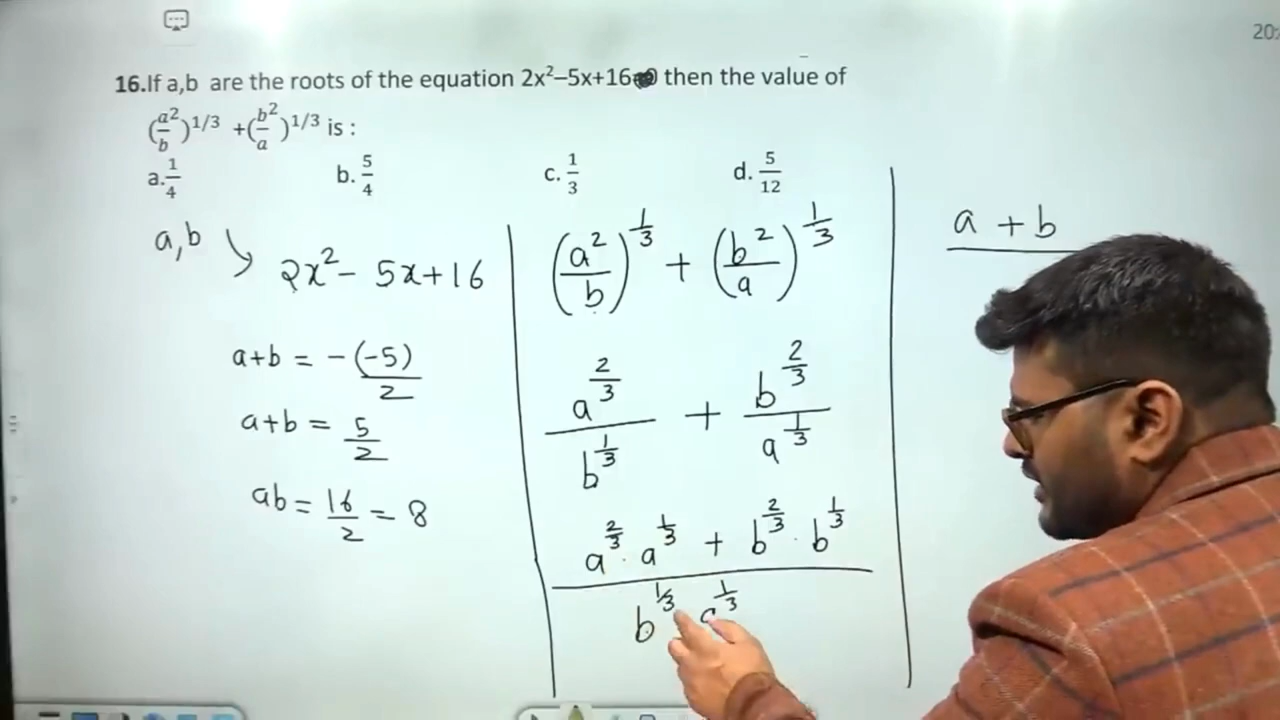 20:
16.If a,b are the roots of the equation 2x²–5x+16 then the value of
(a²/b)^1/3 +(b²/a)^1/3 is :
a. 1/4 b. 5/4 c. 1/3 d. 5/12
a,b ↘ 2x² - 5x+16
a+b = -(-5)/2
a+b = 5/2
ab = 16/2 = 8
(a²/b)^1/3 + (b²/a)^1/3
a^2/3 / b^1/3 + b^2/3 / a^1/3
a^2/3 · a^1/3 + b^2/3 · b^1/3
b^1/3 a^1/3
a + b